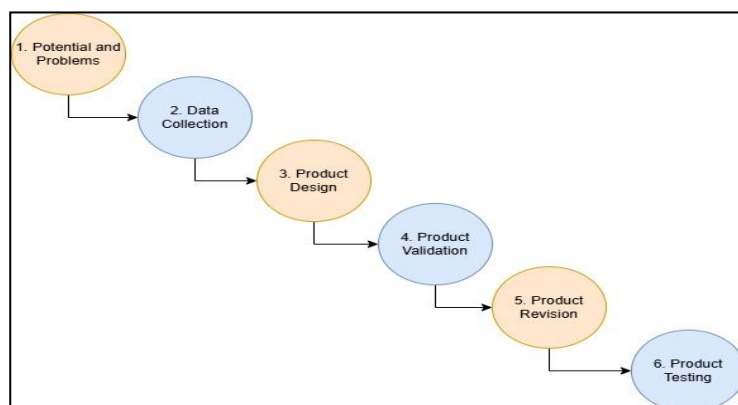 1. Potential and
Problems
2. Data
Collection
3. Product
Design
4. Product
Validation
5. Product
Revision
6. Product
Testing